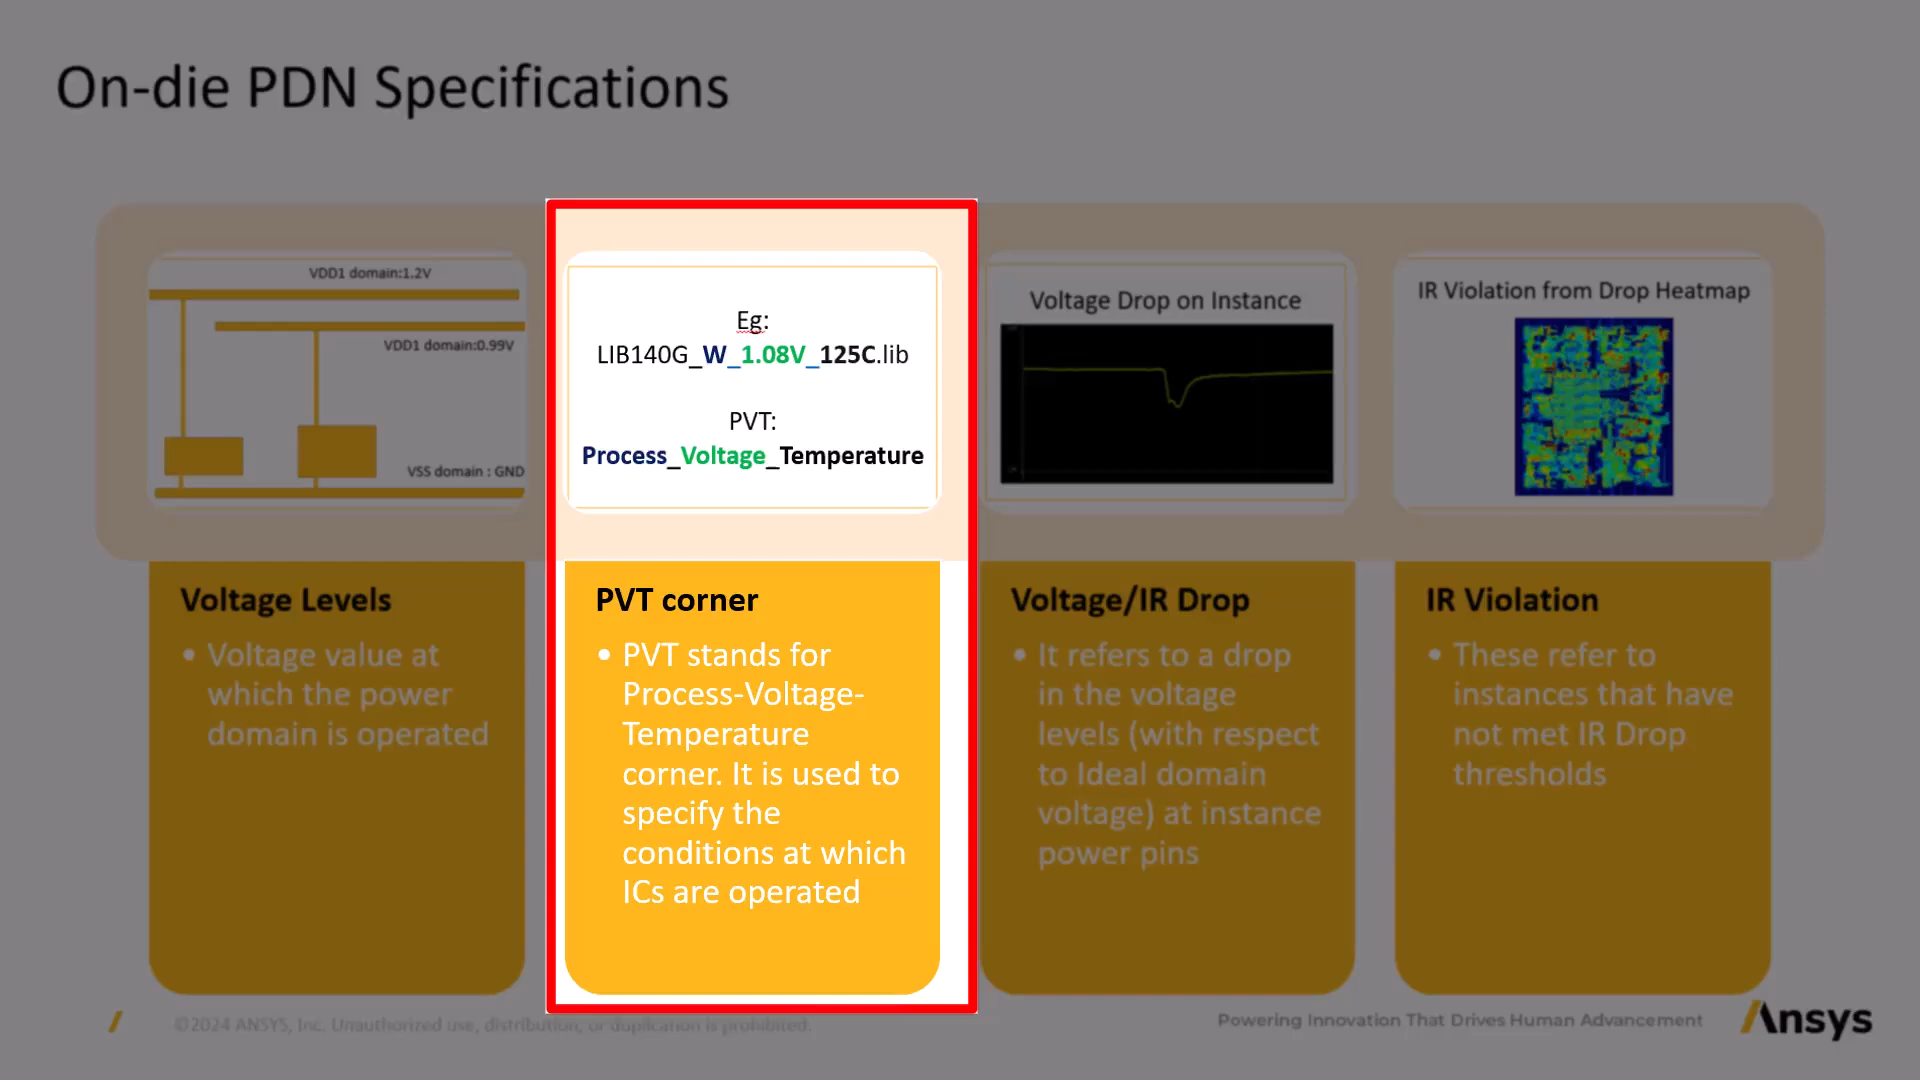 On-die PDN Specifications
VDD1 domain:1.2V
VDD1 domain:0.99V
VSS domain : GND
Eg:
LIB140G_W_1.08V_125C.lib
PVT:
Process_Voltage_Temperature
Voltage Drop on Instance
IR Violation from Drop Heatmap
Voltage Levels
• Voltage value at
which the power
domain is operated
PVT corner
• PVT stands for
Process-Voltage-
Temperature
corner. It is used to
specify the
conditions at which
ICs are operated
Voltage/IR Drop
• It refers to a drop
in the voltage
levels (with respect
to Ideal domain
voltage) at instance
power pins
IR Violation
• These refer to
instances that have
not met IR Drop
thresholds
©2024 ANSYS, Inc. Unauthorized use, distribution, or duplication is prohibited.
Powering Innovation That Drives Human Advancement
Ansys